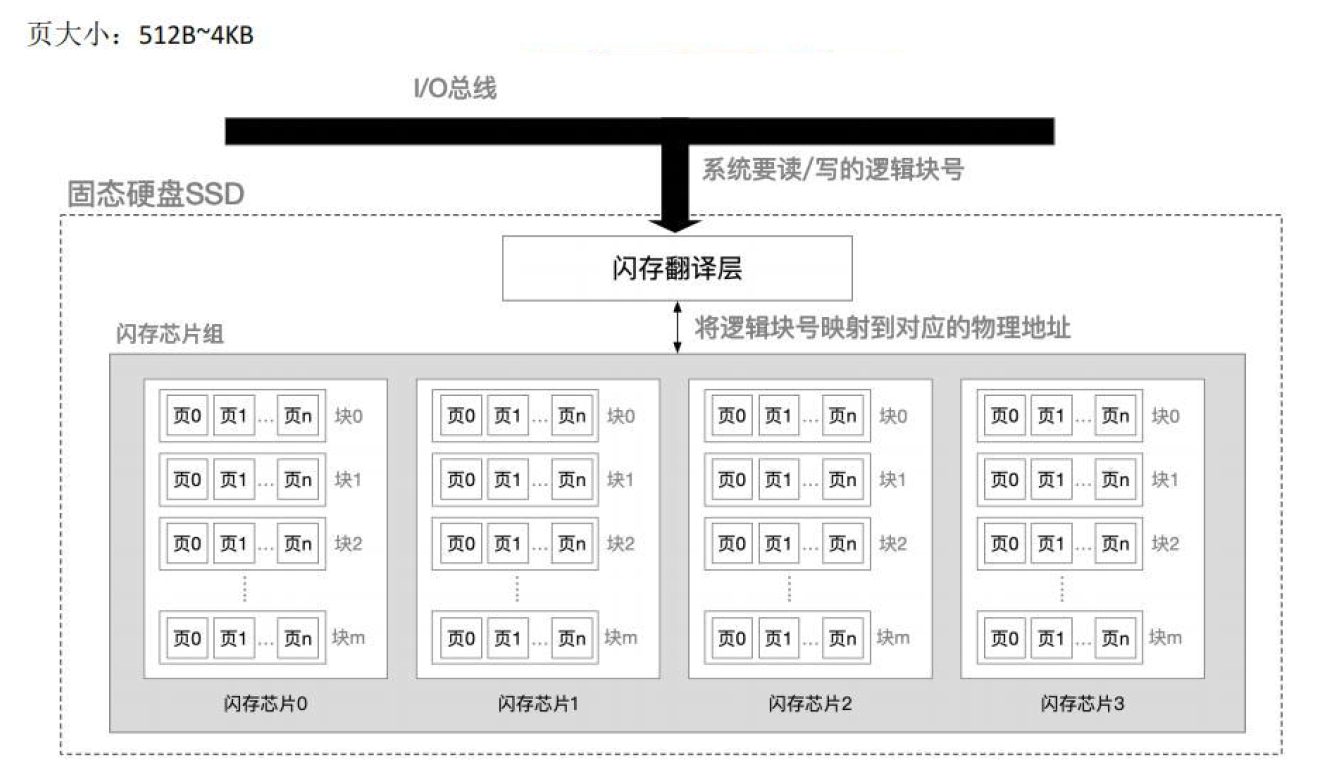 页大小：512B~4KB
I/O总线
系统要读/写的逻辑块号
固态硬盘SSD
闪存翻译层
将逻辑块号映射到对应的物理地址
闪存芯片组
页0 页1 … 页n 块0 页0 页1 … 页n 块0 页0 页1 … 页n 块0 页0 页1 … 页n 块0
页0 页1 … 页n 块1 页0 页1 … 页n 块1 页0 页1 … 页n 块1 页0 页1 … 页n 块1
页0 页1 … 页n 块2 页0 页1 … 页n 块2 页0 页1 … 页n 块2 页0 页1 … 页n 块2
页0 页1 … 页n 块m 页0 页1 … 页n 块m 页0 页1 … 页n 块m 页0 页1 … 页n 块m
闪存芯片0 闪存芯片1 闪存芯片2 闪存芯片3